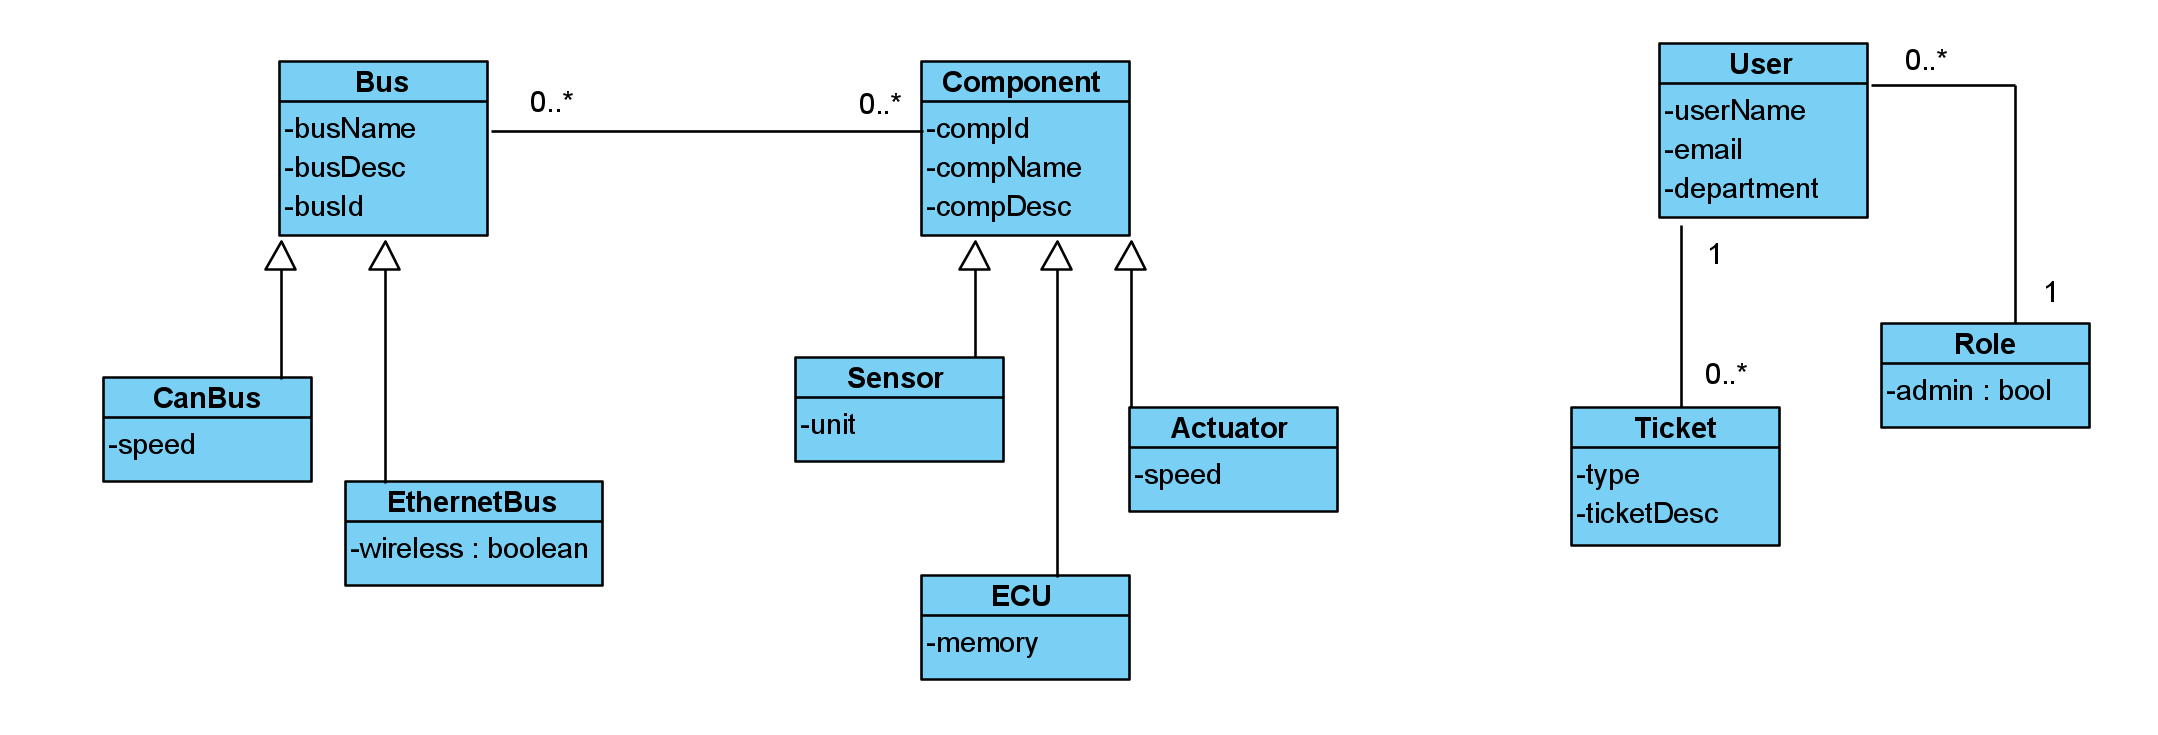 Bus
-busName
-busDesc
-busId
0..*
0..*
Component
-compId
-compName
-compDesc
CanBus
-speed
EthernetBus
-wireless : boolean
Sensor
-unit
Actuator
-speed
ECU
-memory
User
-userName
-email
-department
0..*
1
1
0..*
Role
-admin : bool
Ticket
-type
-ticketDesc